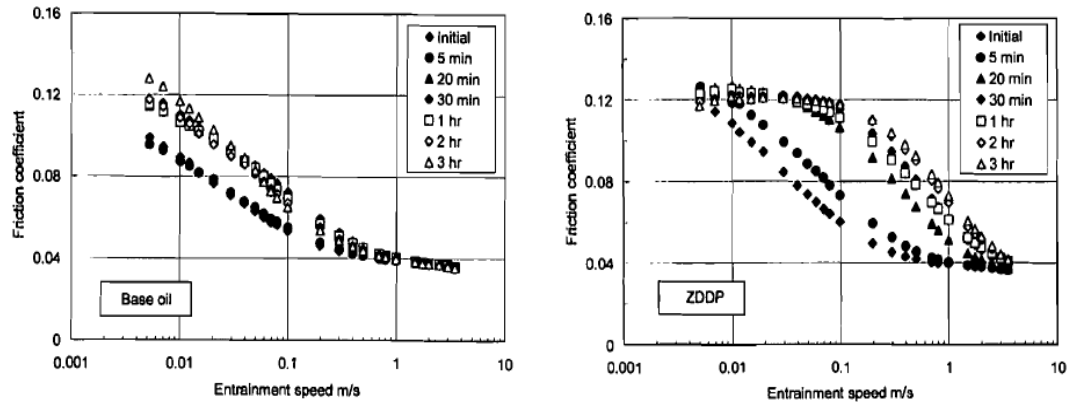 0.16
0.12
0.08
0.04
0
Friction coefficient
Initial
5 min
20 min
30 min
1 hr
2 hr
3 hr
Base oil
0.001
0.01
0.1
1
10
Entrainment speed m/s
0.16
0.12
0.08
0.04
0
Friction coefficient
Initial
5 min
20 min
30 min
1 hr
2 hr
3 hr
ZDDP
0.001
0.01
0.1
1
10
Entrainment speed m/s